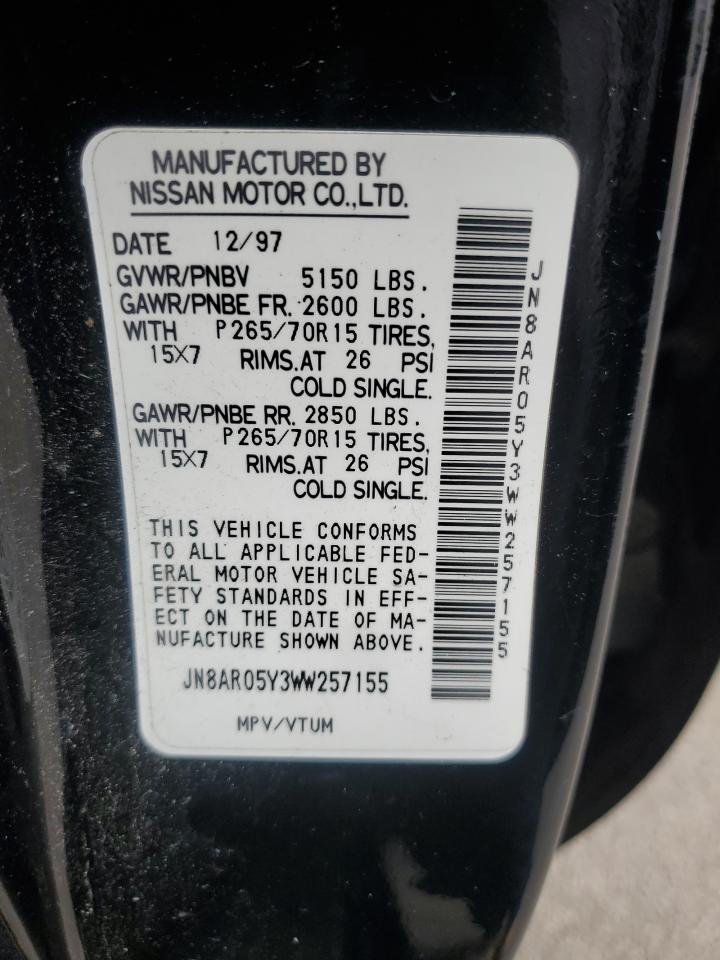 MANUFACTURED BY
NISSAN MOTOR CO.,LTD.
DATE 12/97
GVWR/PNBV 5150 LBS.
GAWR/PNBE FR. 2600 LBS.
WITH P265/70R15 TIRES,
15X7 RIMS.AT 26 PSI
COLD SINGLE.
GAWR/PNBE RR. 2850 LBS.
WITH P265/70R15 TIRES,
15X7 RIMS.AT 26 PSI
COLD SINGLE.
THIS VEHICLE CONFORMS
TO ALL APPLICABLE FED-
ERAL MOTOR VEHICLE SA-
FETY STANDARDS IN EFF-
ECT ON THE DATE OF MA-
NUFACTURE SHOWN ABOVE.
JN8AR05Y3WW257155
MPV/VTUM
JN8AR05Y3WW257155